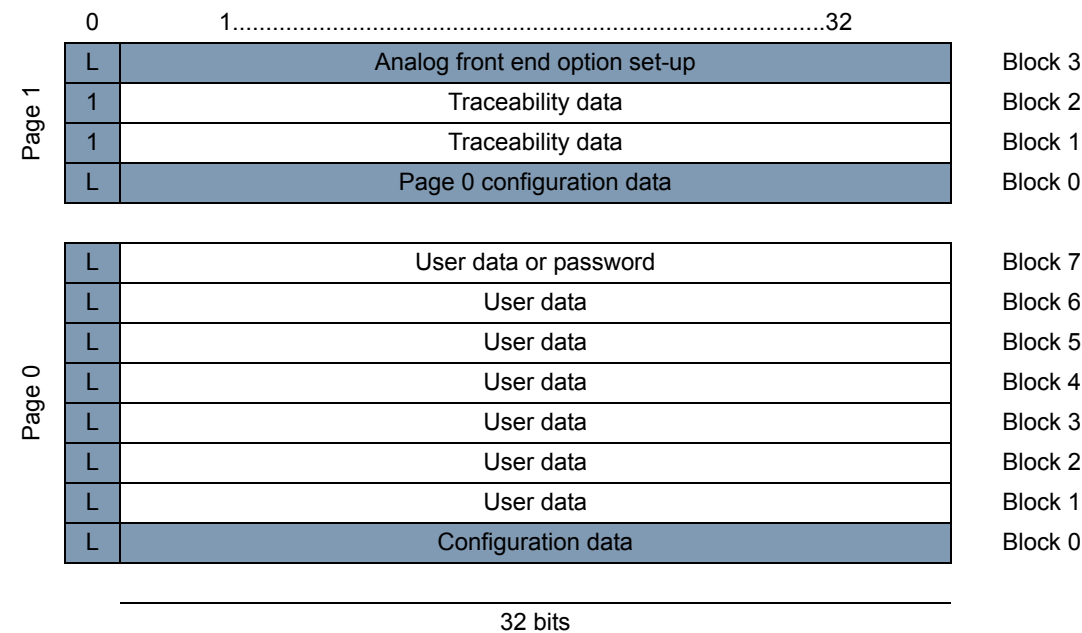 0 1..........................................................................32
Page 1
L Analog front end option set-up Block 3
1 Traceability data Block 2
1 Traceability data Block 1
L Page 0 configuration data Block 0
Page 0
L User data or password Block 7
L User data Block 6
L User data Block 5
L User data Block 4
L User data Block 3
L User data Block 2
L User data Block 1
L Configuration data Block 0
32 bits